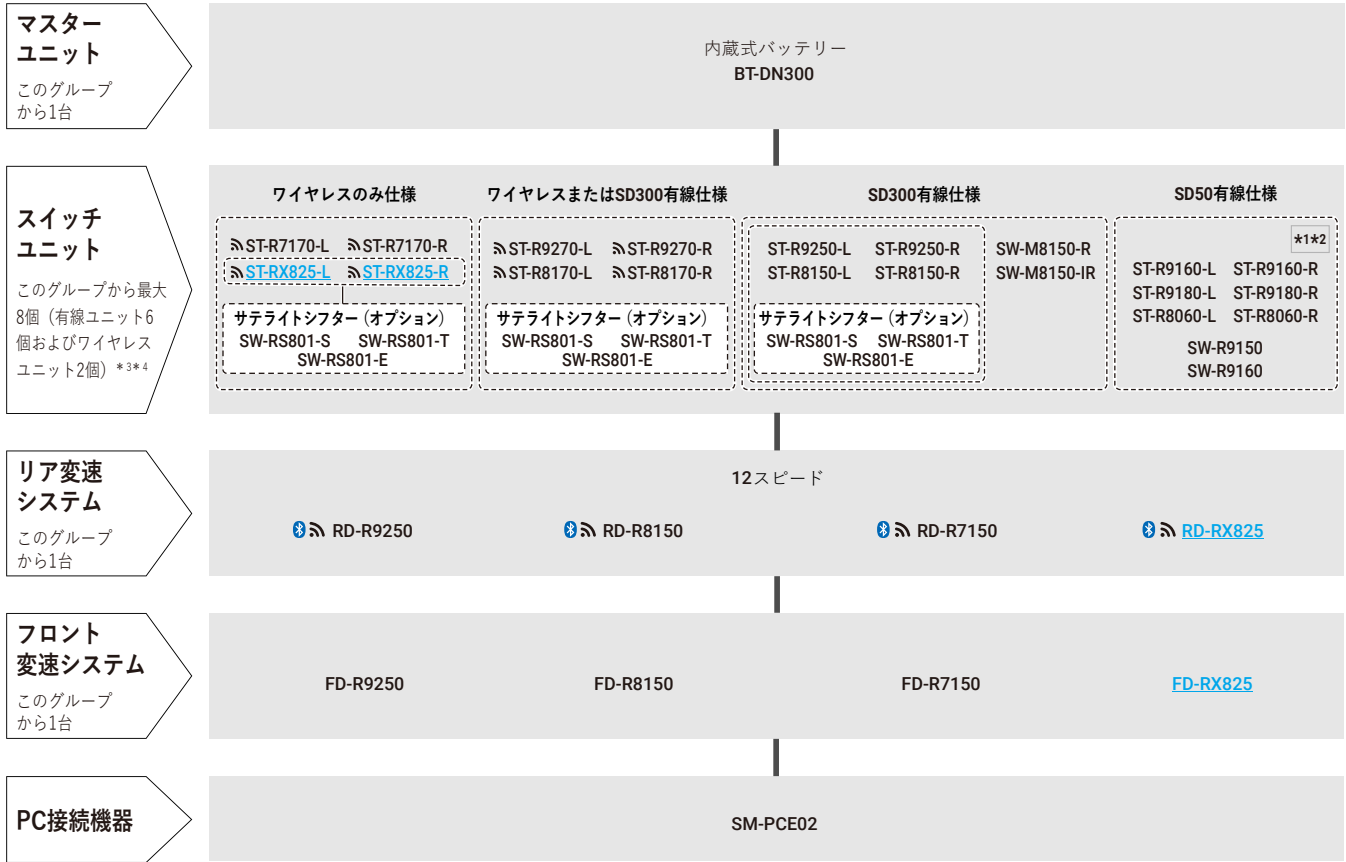 マスター
ユニット
このグループ
から1台
内蔵式バッテリー
BT-DN300
スイッチ
ユニット
このグループから最大
8個（有線ユニット6
個およびワイヤレス
ユニット2個）*3*4
ワイヤレスのみ仕様
ST-R7170-L ST-R7170-R
ST-RX825-L ST-RX825-R
サテライトシフター（オプション）
SW-RS801-S SW-RS801-T
SW-RS801-E
ワイヤレスまたはSD300有線仕様
ST-R9270-L ST-R9270-R
ST-R8170-L ST-R8170-R
サテライトシフター（オプション）
SW-RS801-S SW-RS801-T
SW-RS801-E
SD300有線仕様
ST-R9250-L ST-R9250-R
ST-R8150-L ST-R8150-R
サテライトシフター（オプション）
SW-RS801-S SW-RS801-T
SW-RS801-E
SW-M8150-R
SW-M8150-IR
SD50有線仕様
*1*2
ST-R9160-L ST-R9160-R
ST-R9180-L ST-R9180-R
ST-R8060-L ST-R8060-R
SW-R9150
SW-R9160
リア変速
システム
このグループ
から1台
12スピード
RD-R9250 RD-R8150 RD-R7150 RD-RX825
フロント
変速システム
このグループ
から1台
FD-R9250 FD-R8150 FD-R7150 FD-RX825
PC接続機器
SM-PCE02